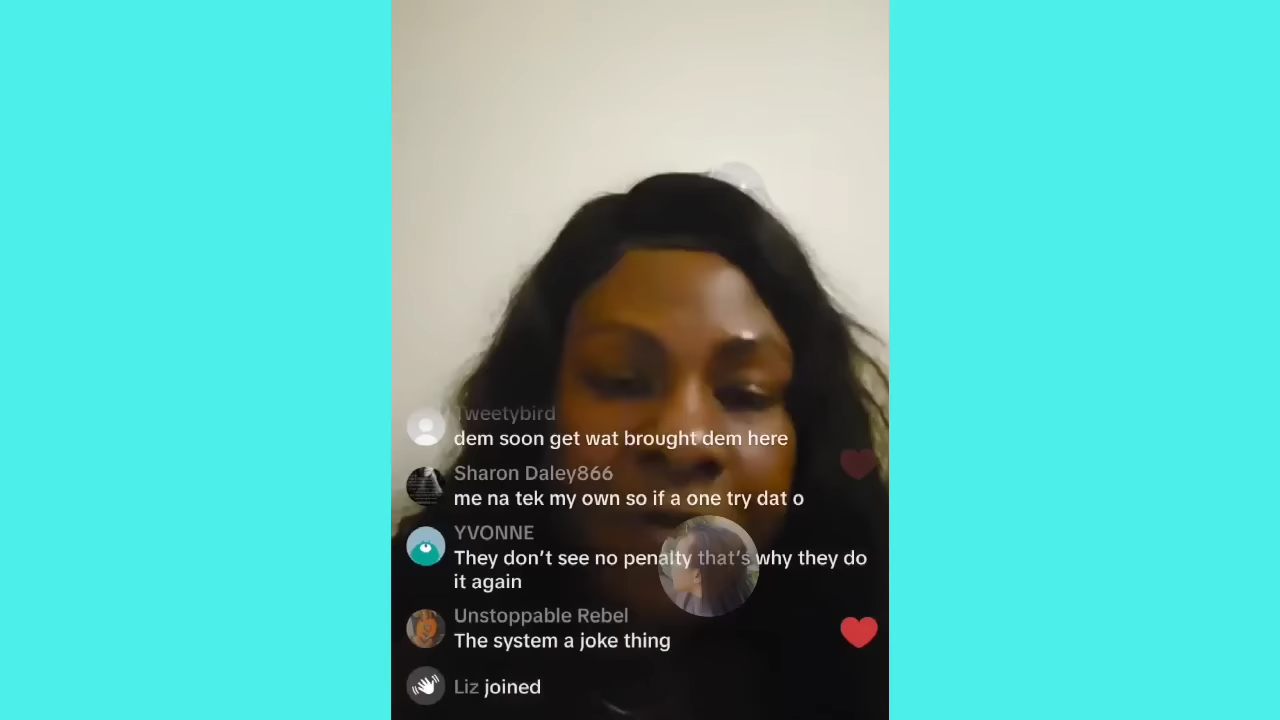 Tweetybird
dem soon get wat brought dem here
Sharon Daley866
me na tek my own so if a one try dat o
YVONNE
They don’t see no penalty that’s why they do
it again
Unstoppable Rebel
The system a joke thing
Liz joined